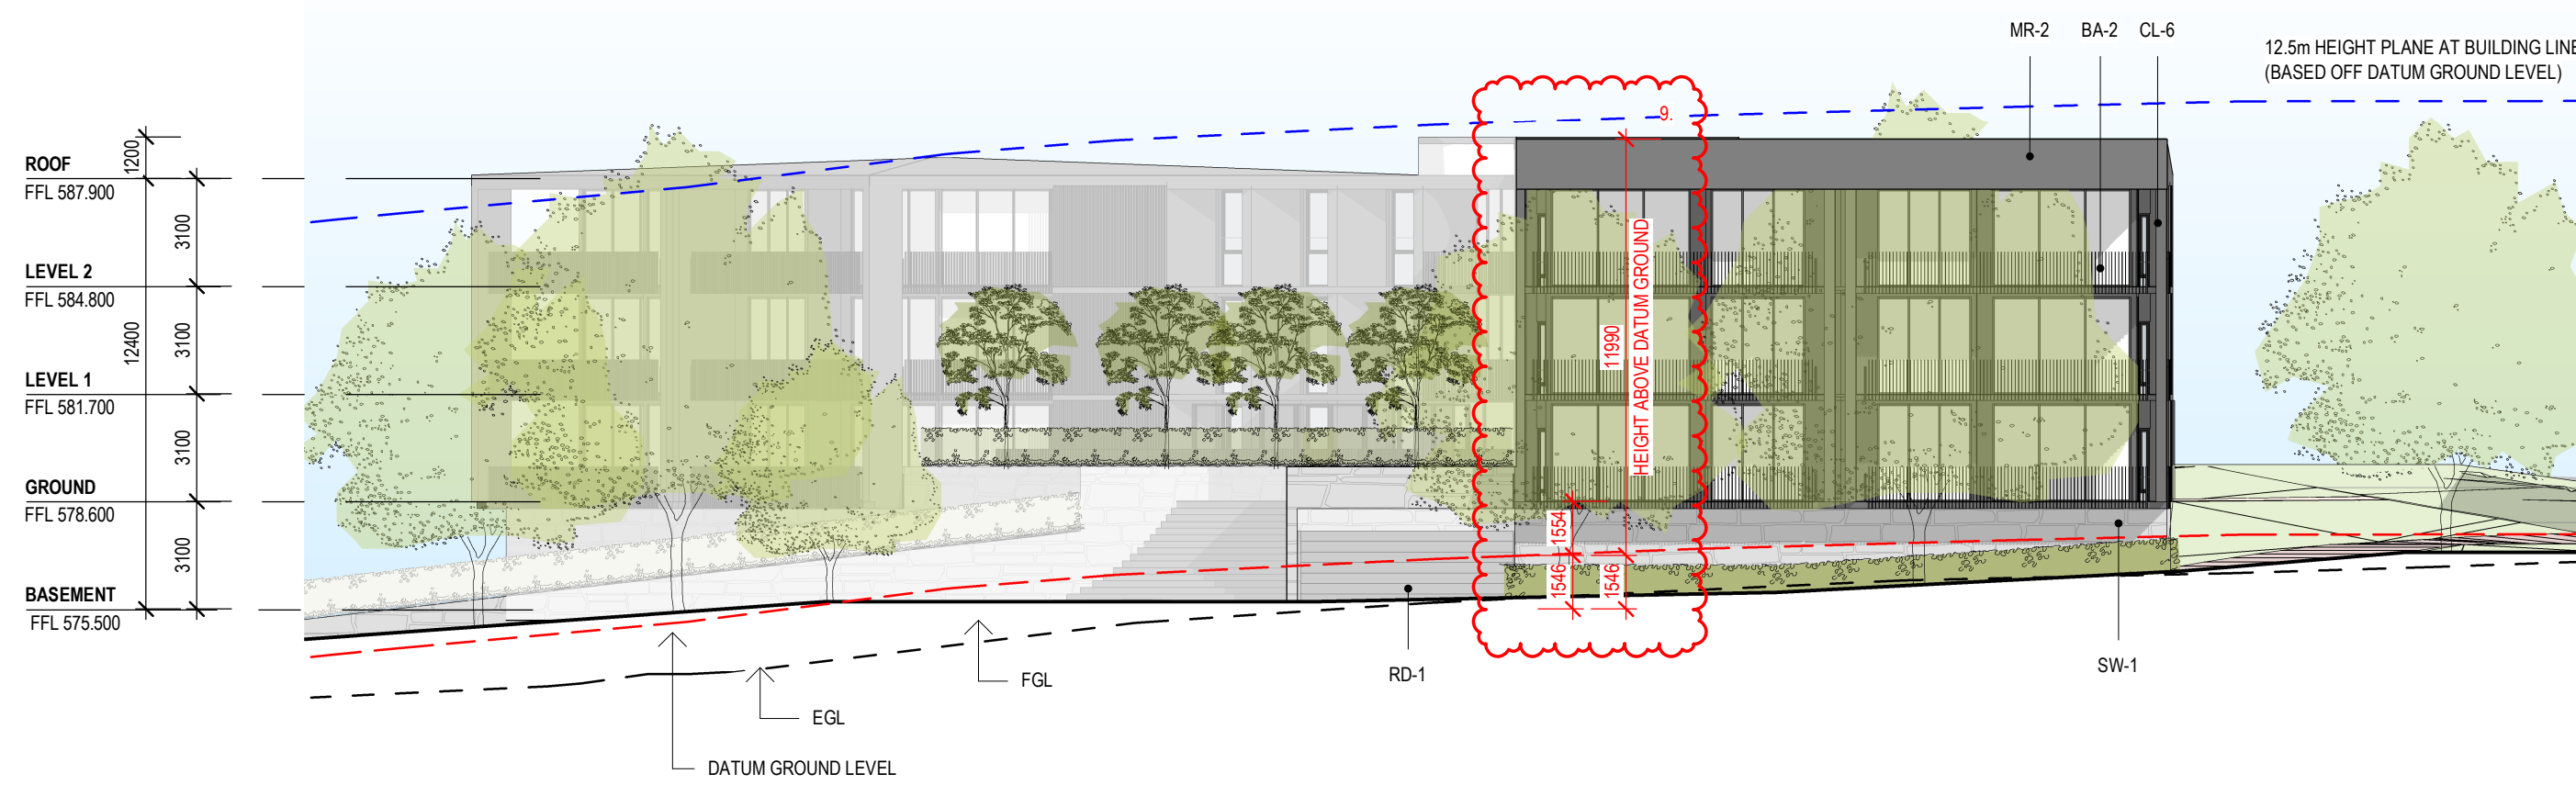 MR-2 BA-2 CL-6
12.5m HEIGHT PLANE AT BUILDING LINE
(BASED OFF DATUM GROUND LEVEL)
9.
1200
ROOF
FFL 587.900
3100
LEVEL 2
FFL 584.800
12400
3100
LEVEL 1
FFL 581.700
3100
GROUND
FFL 578.600
3100
BASEMENT
FFL 575.500
11990
HEIGHT ABOVE DATUM GROUND
1554
1546
1546
RD-1
SW-1
FGL
EGL
DATUM GROUND LEVEL